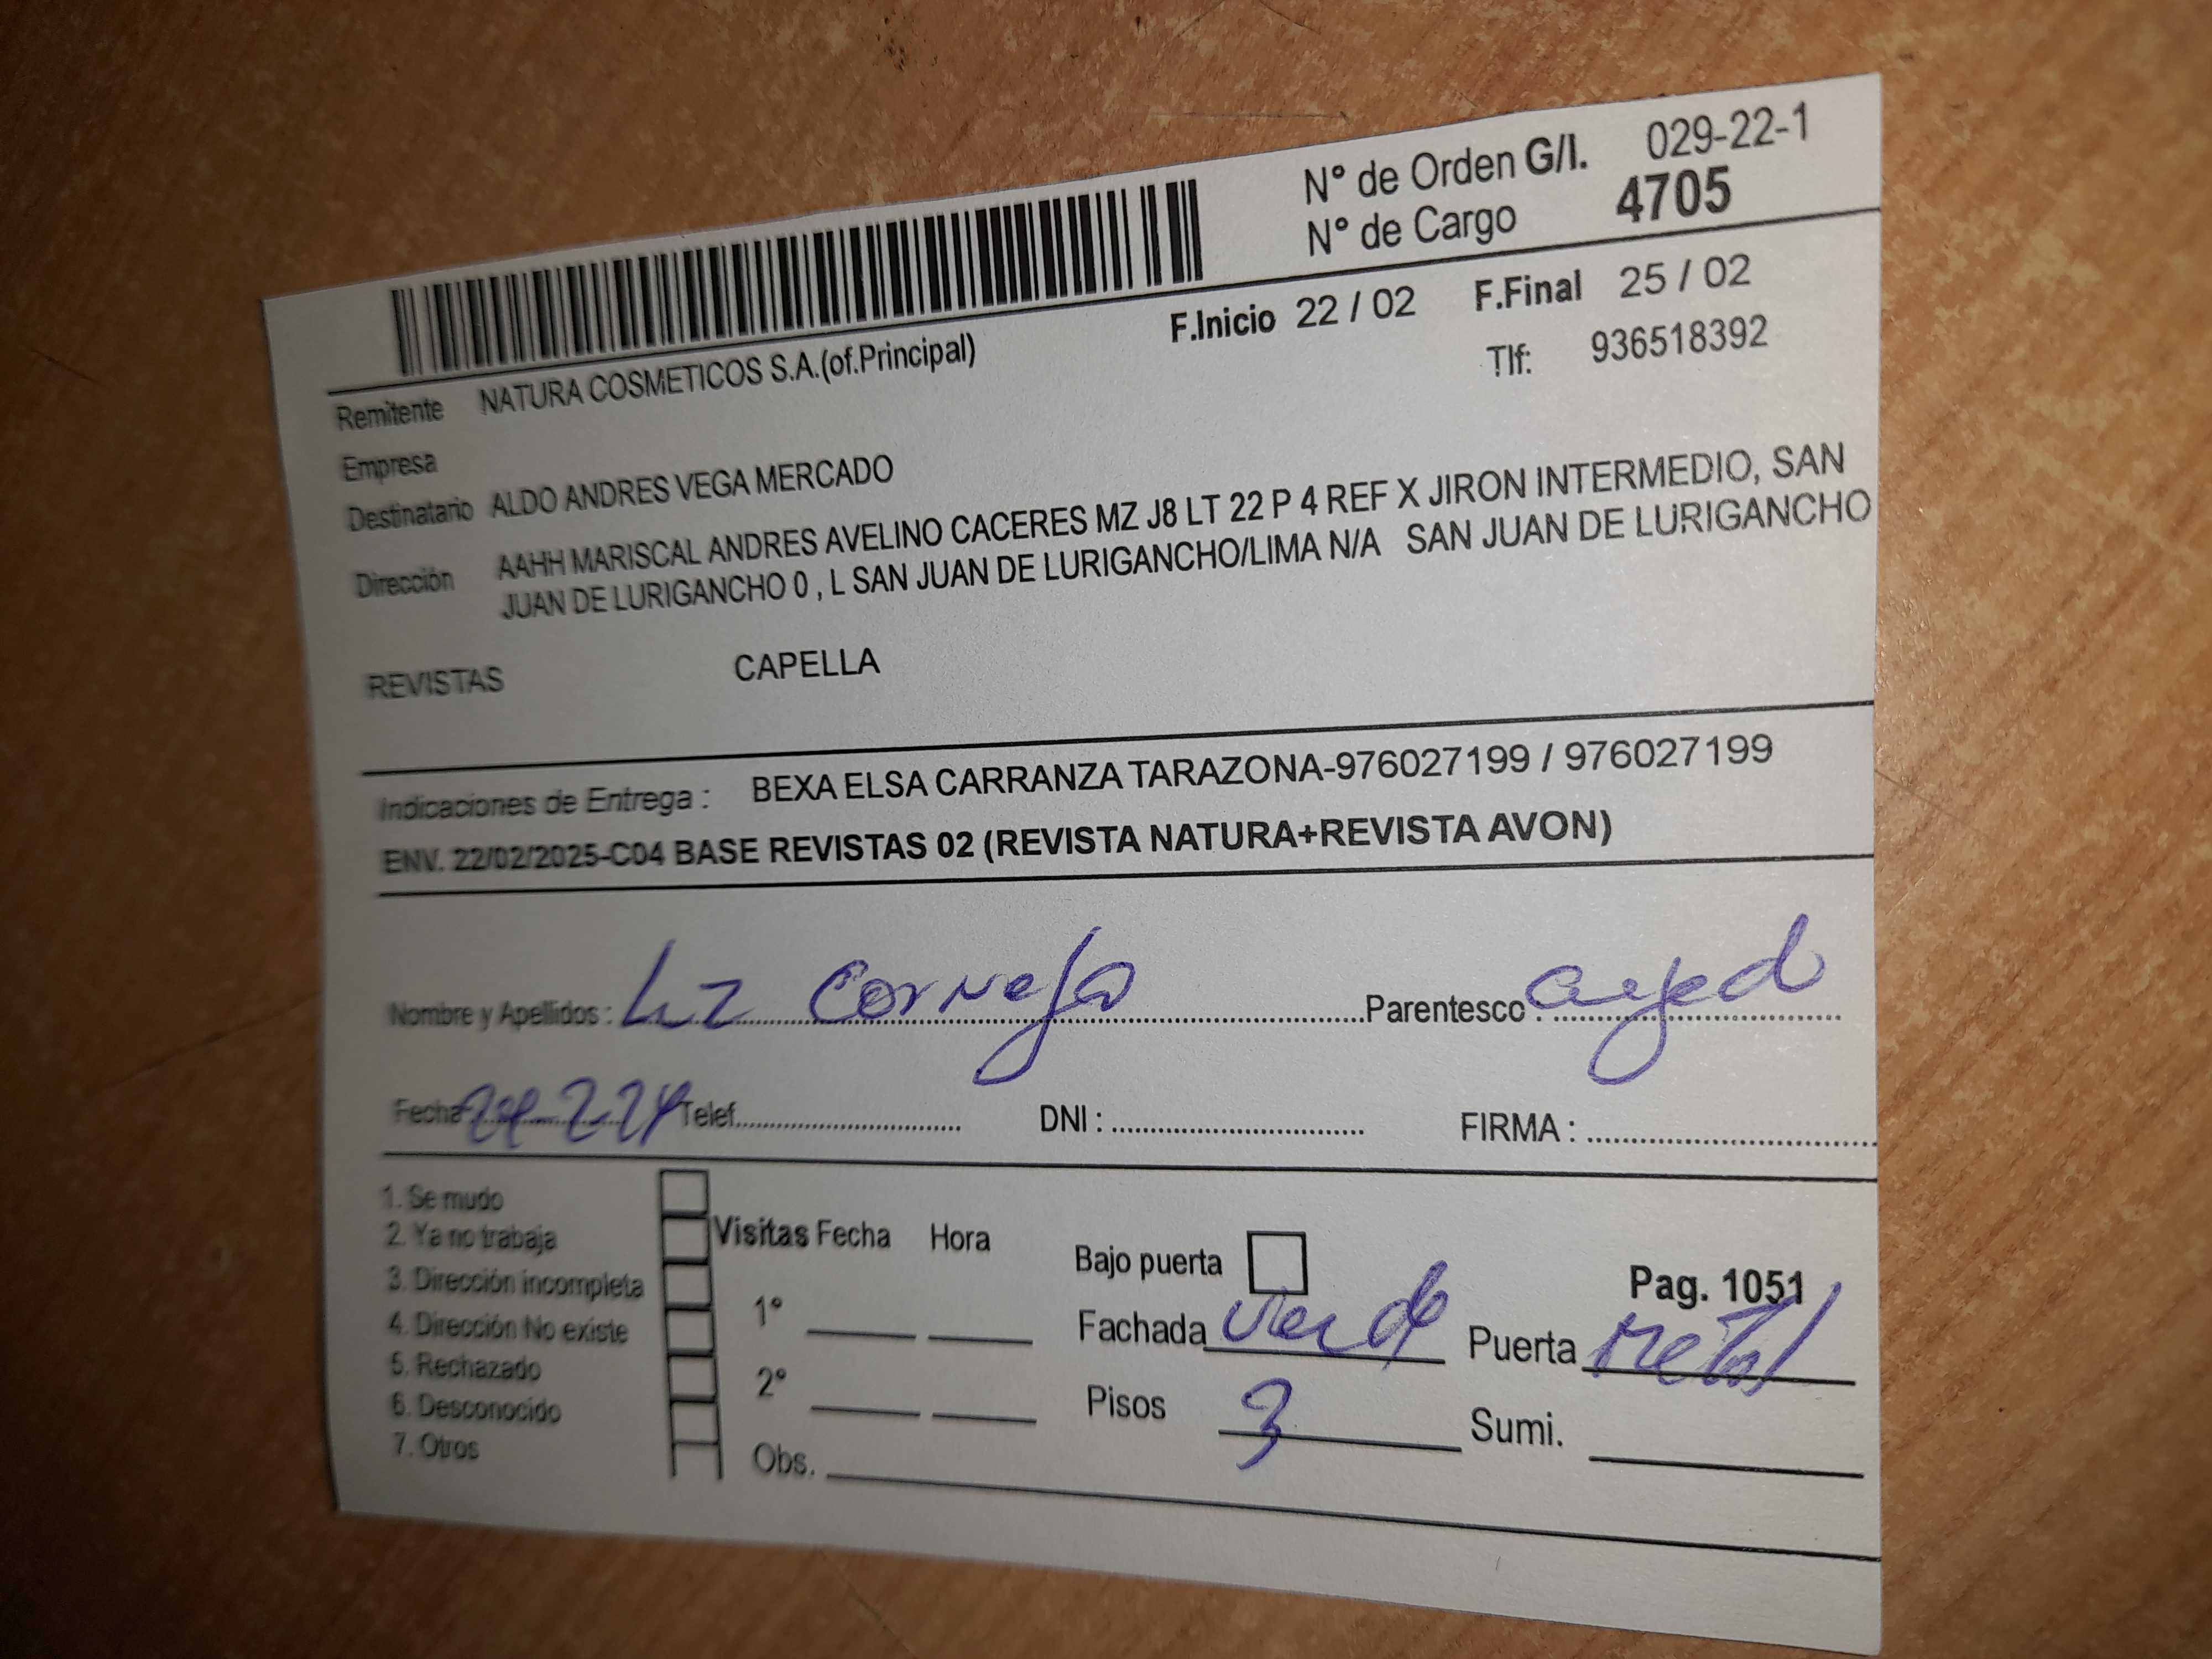 N° de Orden G/I. 029-22-1
N° de Cargo 4705
F.Inicio 22 / 02 F.Final 25 / 02
Remitente NATURA COSMETICOS S.A.(of.Principal) Tlf: 936518392
Empresa
Destinatario ALDO ANDRES VEGA MERCADO
Dirección AAHH MARISCAL ANDRES AVELINO CACERES MZ J8 LT 22 P 4 REF X JIRON INTERMEDIO, SAN
JUAN DE LURIGANCHO 0 , L SAN JUAN DE LURIGANCHO/LIMA N/A SAN JUAN DE LURIGANCHO
REVISTAS CAPELLA
Indicaciones de Entrega : BEXA ELSA CARRANZA TARAZONA-976027199 / 976027199
ENV. 22/02/2025-C04 BASE REVISTAS 02 (REVISTA NATURA+REVISTA AVON)
Nombre y Apellidos : Luz Cornejo Parentesco :
Fecha Telef. DNI : FIRMA :
1. Se mudo
2. Ya no trabaja Visitas Fecha Hora Bajo puerta
3. Dirección incompleta Pag. 1051
4. Dirección No existe 1° Fachada Verde Puerta Metal
5. Rechazado
6. Desconocido 2° Pisos 3 Sumi.
7. Otros Obs.